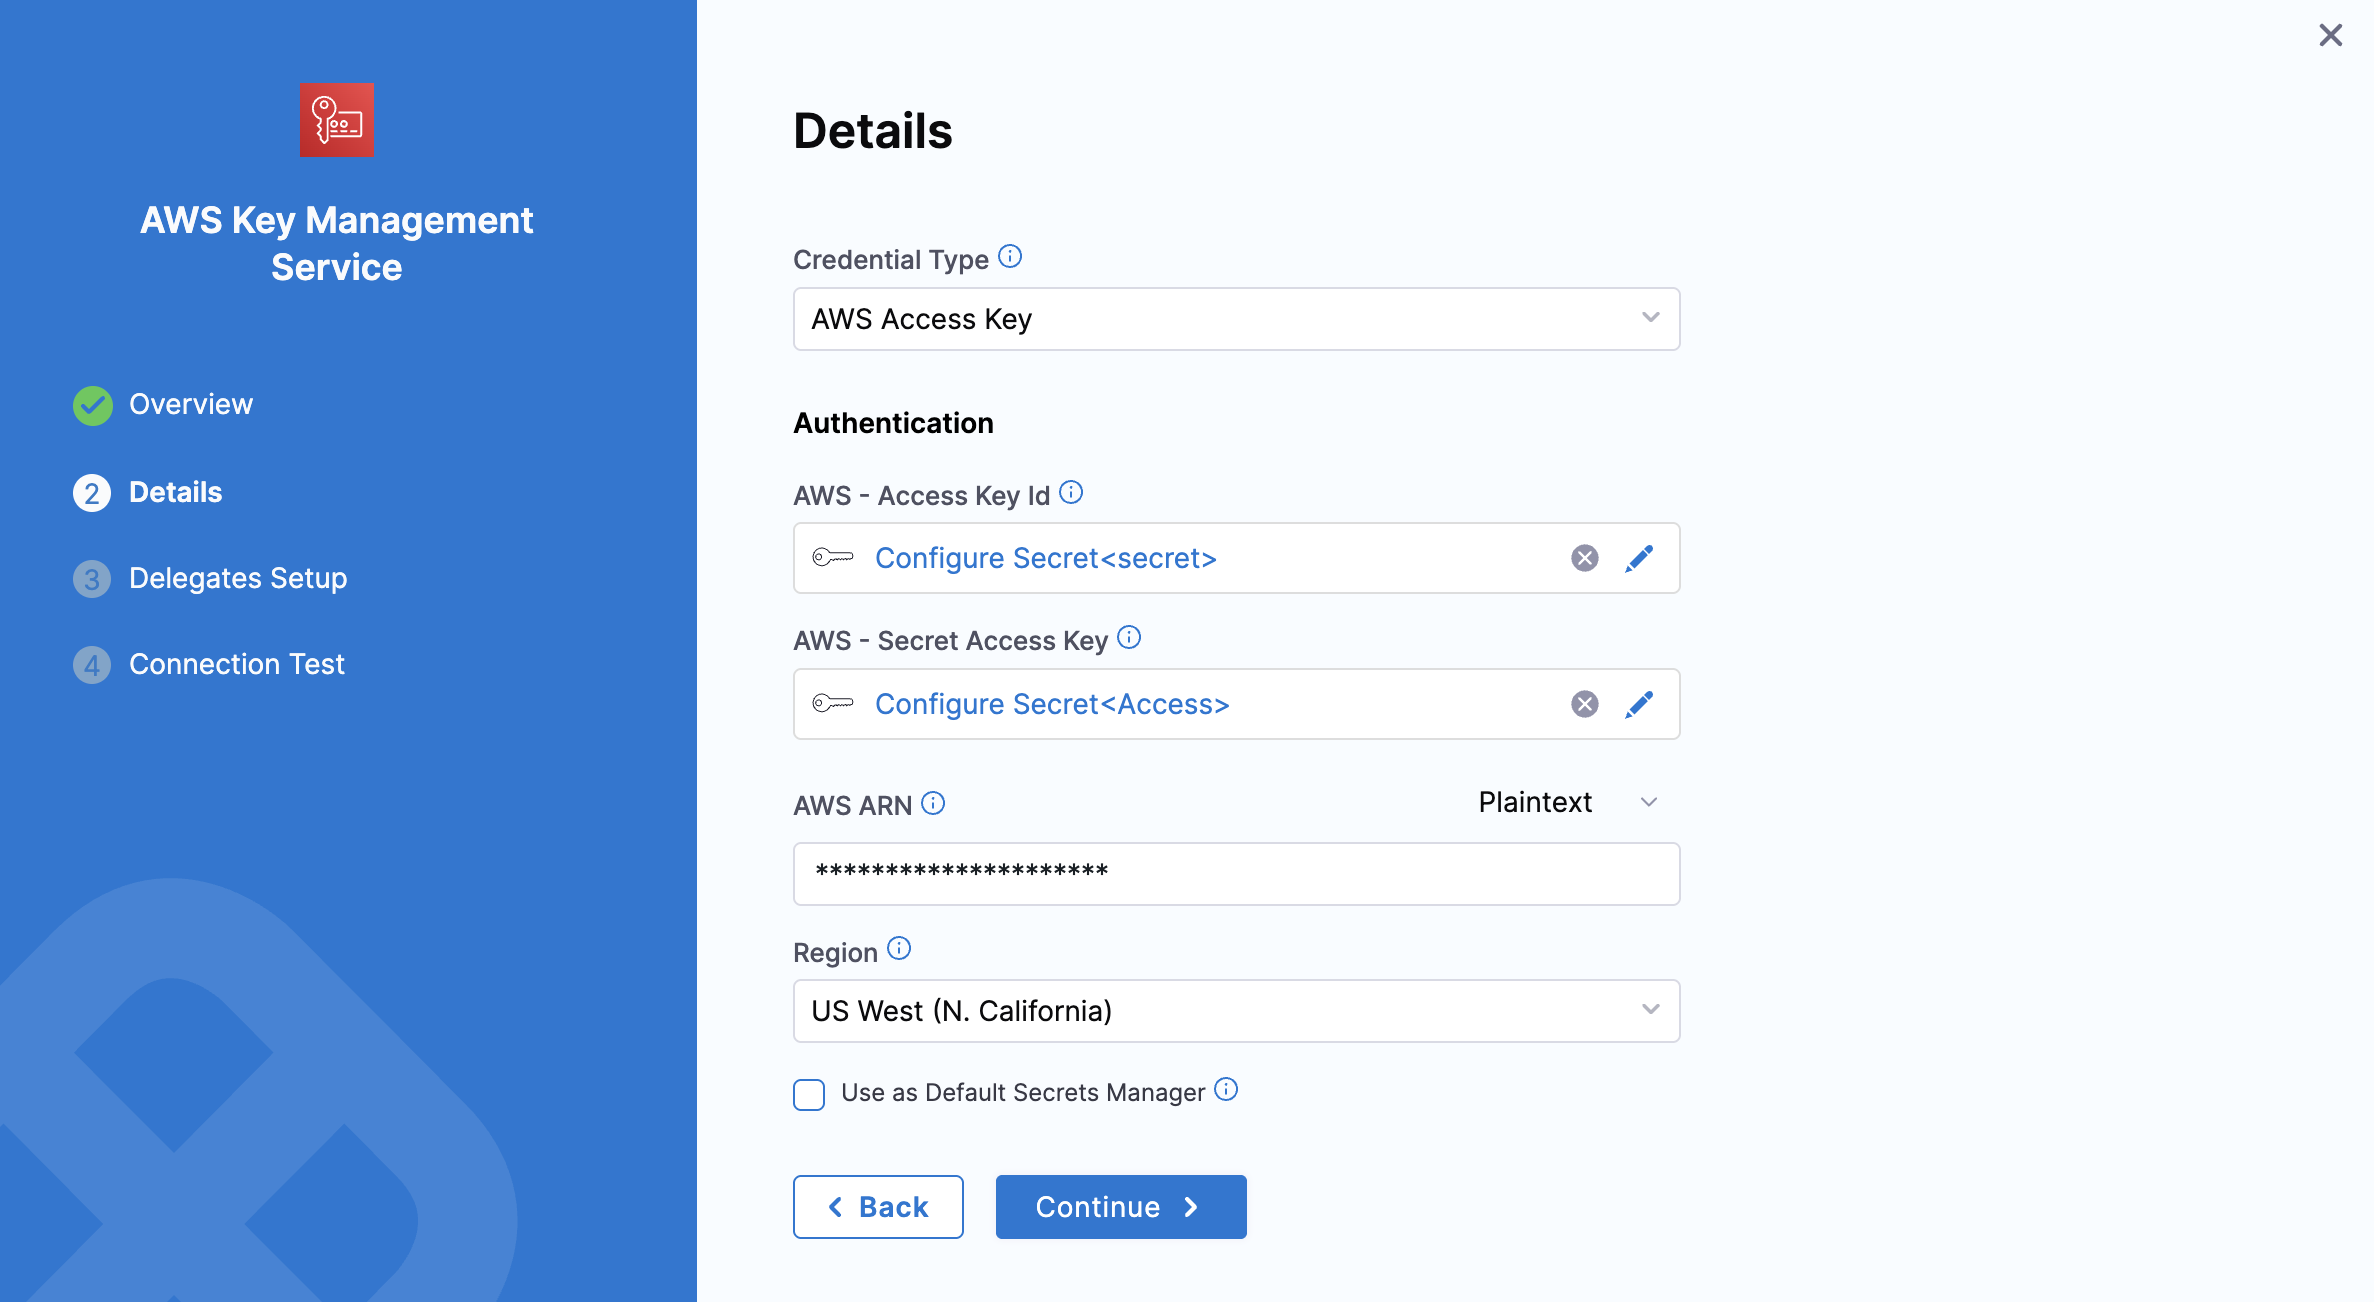 AWS Key Management
Service
Overview
2 Details
3 Delegates Setup
4 Connection Test
Details
Credential Type
AWS Access Key
Authentication
AWS - Access Key Id
Configure Secret<secret>
AWS - Secret Access Key
Configure Secret<Access>
AWS ARN
Plaintext
*********************
Region
US West (N. California)
Use as Default Secrets Manager
Back
Continue